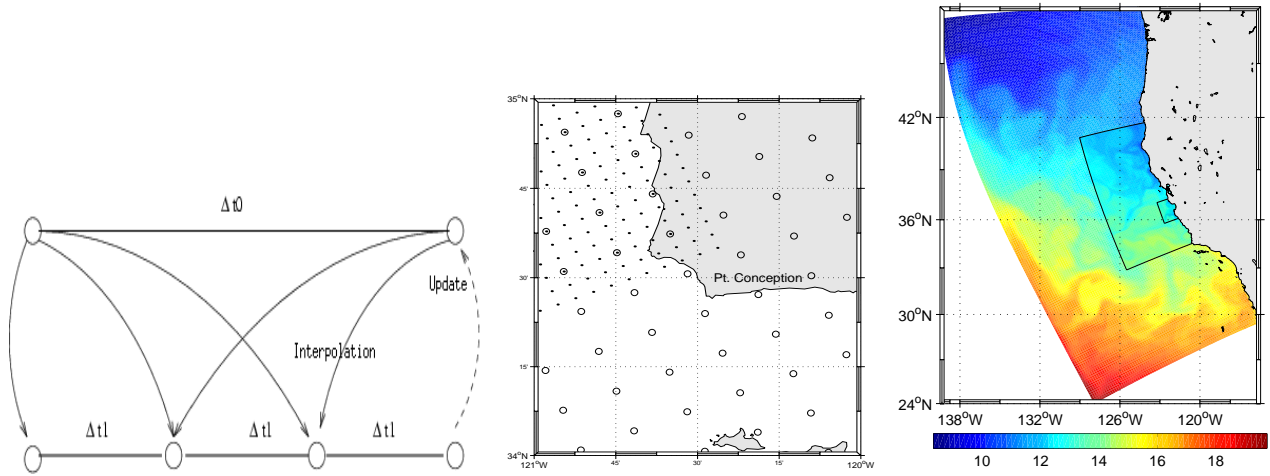 Δt0
Update
Interpolation
Δt1 Δt1 Δt1
35°N
45'
30'
15'
34°N
121°W 45' 30' 15' 120°W
Pt. Conception
42°N
36°N
30°N
24°N
138°W 132°W 126°W 120°W
10 12 14 16 18